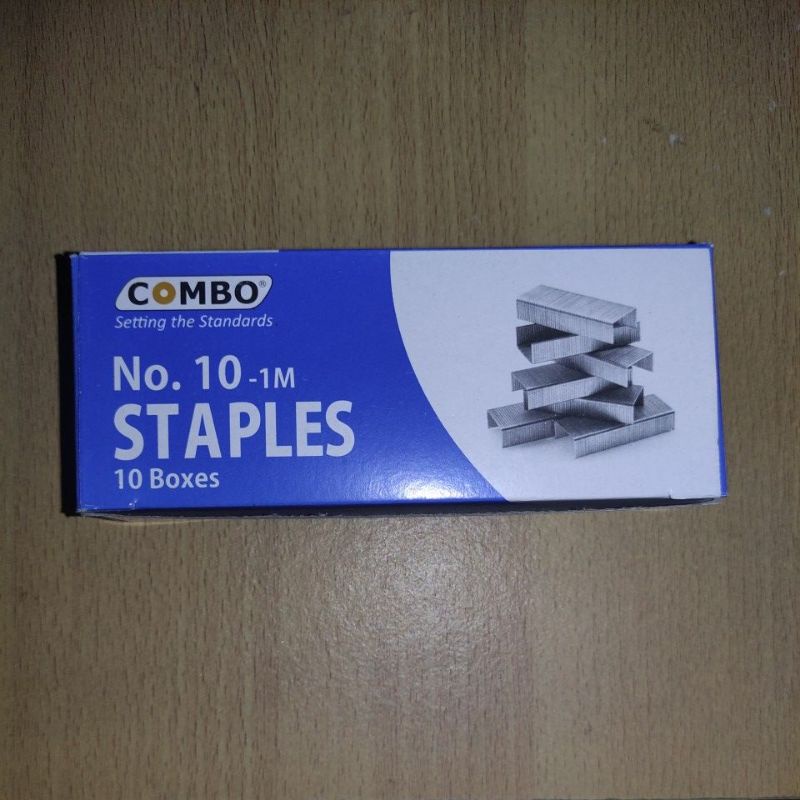 COMBO®
Setting the Standards
No. 10 -1M
STAPLES
10 Boxes